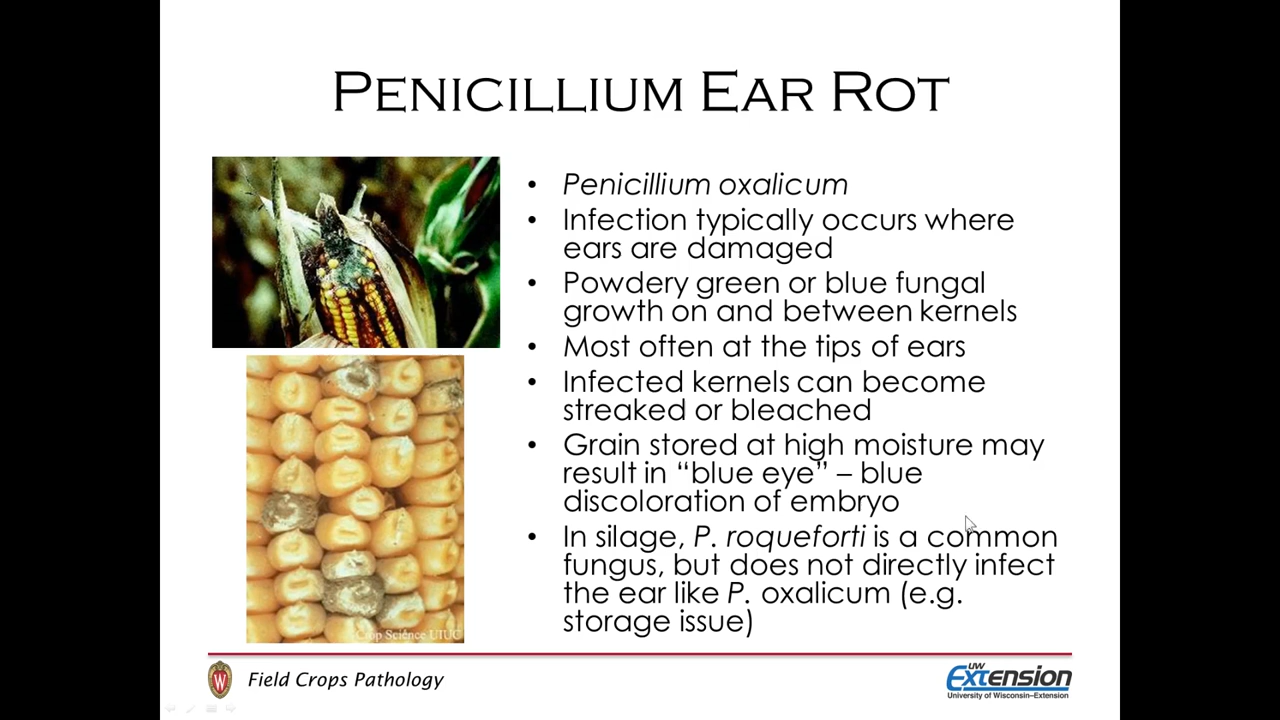 PENICILLIUM EAR ROT
• Penicillium oxalicum
• Infection typically occurs where
ears are damaged
• Powdery green or blue fungal
growth on and between kernels
• Most often at the tips of ears
• Infected kernels can become
streaked or bleached
• Grain stored at high moisture may
result in “blue eye” – blue
discoloration of embryo
• In silage, P. roqueforti is a common
fungus, but does not directly infect
the ear like P. oxalicum (e.g.
storage issue)
Crop Science UIUC
W
Field Crops Pathology
UW
Extension
University of Wisconsin–Extension